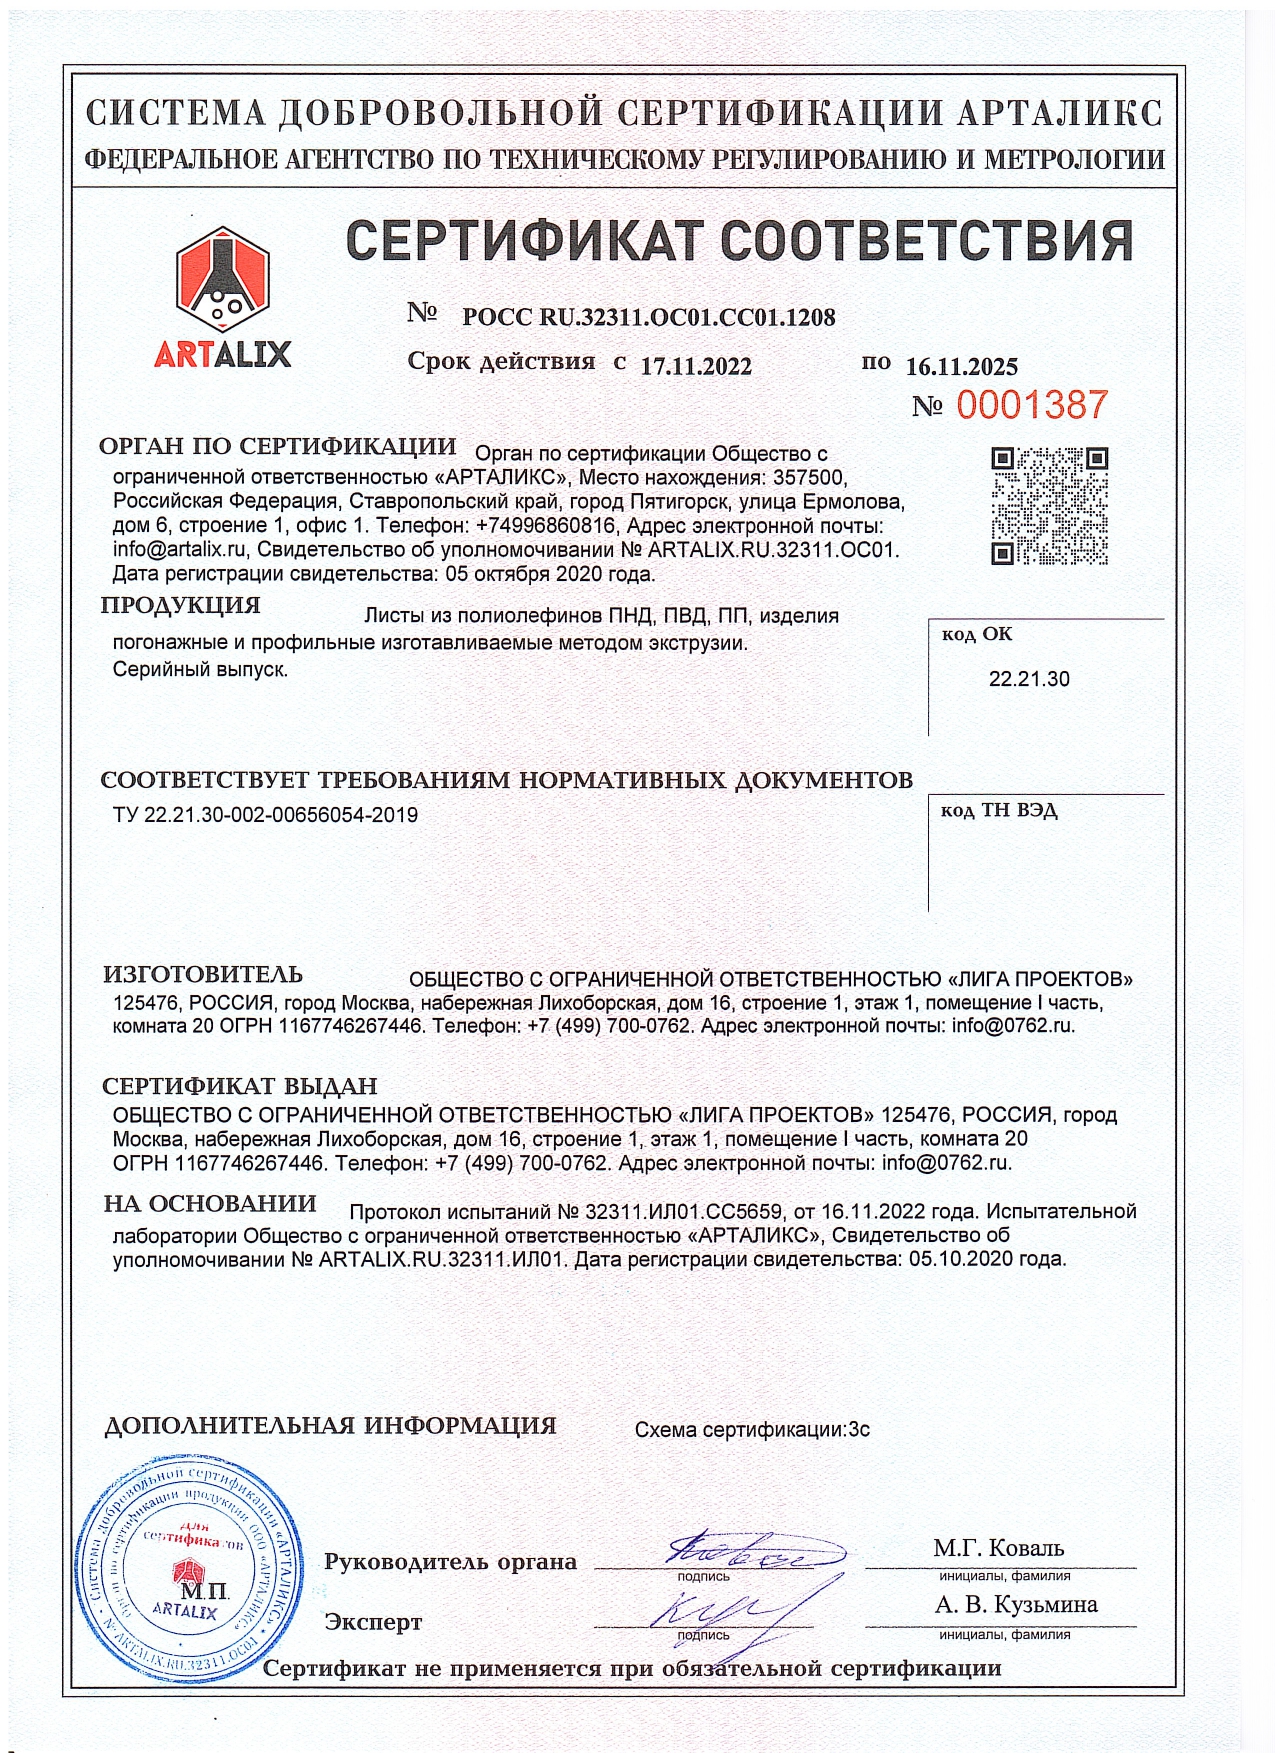 СИСТЕМА ДОБРОВОЛЬНОЙ СЕРТИФИКАЦИИ АРТАЛИКС
ФЕДЕРАЛЬНОЕ АГЕНТСТВО ПО ТЕХНИЧЕСКОМУ РЕГУЛИРОВАНИЮ И МЕТРОЛОГИИ
ARTALIX
СЕРТИФИКАТ СООТВЕТСТВИЯ
№ РОСС RU.32311.ОС01.СС01.1208
Срок действия с 17.11.2022 по 16.11.2025
№ 0001387
ОРГАН ПО СЕРТИФИКАЦИИ Орган по сертификации Общество с
ограниченной ответственностью «АРТАЛИКС», Место нахождения: 357500,
Российская Федерация, Ставропольский край, город Пятигорск, улица Ермолова,
дом 6, строение 1, офис 1. Телефон: +74996860816, Адрес электронной почты:
info@artalix.ru, Свидетельство об уполномочивании № ARTALIX.RU.32311.ОС01.
Дата регистрации свидетельства: 05 октября 2020 года.
ПРОДУКЦИЯ Листы из полиолефинов ПНД, ПВД, ПП, изделия
погонажные и профильные изготавливаемые методом экструзии.
Серийный выпуск.
код ОК
22.21.30
СООТВЕТСТВУЕТ ТРЕБОВАНИЯМ НОРМАТИВНЫХ ДОКУМЕНТОВ
ТУ 22.21.30-002-00656054-2019
код ТН ВЭД
ИЗГОТОВИТЕЛЬ ОБЩЕСТВО С ОГРАНИЧЕННОЙ ОТВЕТСТВЕННОСТЬЮ «ЛИГА ПРОЕКТОВ»
125476, РОССИЯ, город Москва, набережная Лихоборская, дом 16, строение 1, этаж 1, помещение I часть,
комната 20 ОГРН 1167746267446. Телефон: +7 (499) 700-0762. Адрес электронной почты: info@0762.ru.
СЕРТИФИКАТ ВЫДАН
ОБЩЕСТВО С ОГРАНИЧЕННОЙ ОТВЕТСТВЕННОСТЬЮ «ЛИГА ПРОЕКТОВ» 125476, РОССИЯ, город
Москва, набережная Лихоборская, дом 16, строение 1, этаж 1, помещение I часть, комната 20
ОГРН 1167746267446. Телефон: +7 (499) 700-0762. Адрес электронной почты: info@0762.ru.
НА ОСНОВАНИИ Протокол испытаний № 32311.ИЛ01.СС5659, от 16.11.2022 года. Испытательной
лаборатории Общество с ограниченной ответственностью «АРТАЛИКС», Свидетельство об
уполномочивании № ARTALIX.RU.32311.ИЛ01. Дата регистрации свидетельства: 05.10.2020 года.
ДОПОЛНИТЕЛЬНАЯ ИНФОРМАЦИЯ Схема сертификации:3с
Система добровольной сертификации «АРТАЛИКС»
№ ARTALIX.RU.32311.ОС01
Орган по сертификации продукции ООО «АРТАЛИКС»
для
сертификатов
М.П.
ARTALIX
Руководитель органа
подпись
М.Г. Коваль
инициалы, фамилия
Эксперт
подпись
А. В. Кузьмина
инициалы, фамилия
Сертификат не применяется при обязательной сертификации